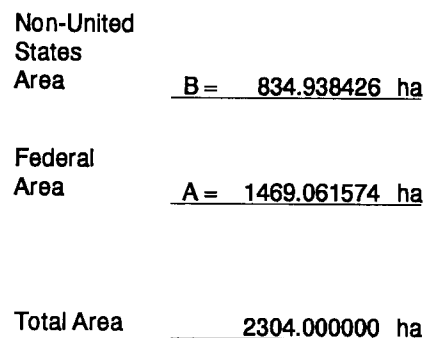 Non-United
States
Area B = 834.938426 ha
Federal
Area A = 1469.061574 ha
Total Area 2304.000000 ha